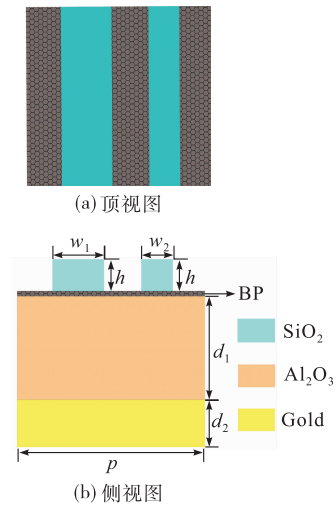 (a) 顶视图
w₁ w₂
h h
BP
d₁
SiO₂
Al₂O₃
d₂
Gold
p
(b) 侧视图